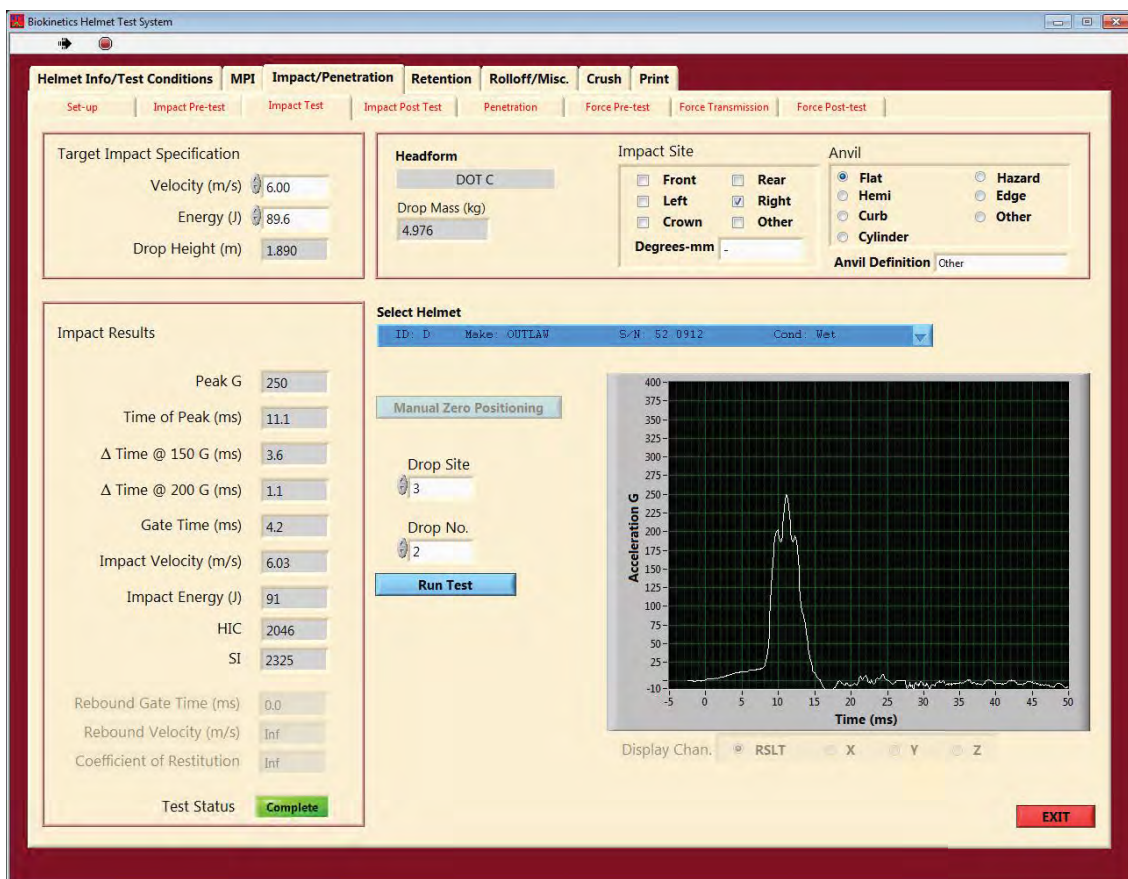 Biokinetics Helmet Test System
Helmet Info/Test Conditions MPI Impact/Penetration Retention Rolloff/Misc. Crush Print
Set-up Impact Pre-test Impact Test Impact Post Test Penetration Force Pre-test Force Transmission Force Post-test
Target Impact Specification
Velocity (m/s) 6.00
Energy (J) 89.6
Drop Height (m) 1.890
Headform
DOT C
Drop Mass (kg)
4.976
Impact Site
Front Rear
Left Right
Crown Other
Degrees-mm -
Anvil
Flat Hazard
Hemi Edge
Curb Other
Cylinder
Anvil Definition Other
Impact Results
Peak G 250
Time of Peak (ms) 11.1
Δ Time @ 150 G (ms) 3.6
Δ Time @ 200 G (ms) 1.1
Gate Time (ms) 4.2
Impact Velocity (m/s) 6.03
Impact Energy (J) 91
HIC 2046
SI 2325
Rebound Gate Time (ms) 0.0
Rebound Velocity (m/s) Inf
Coefficient of Restitution Inf
Test Status Complete
Select Helmet
ID: D Make: OUTLAW S/N 52 0912 Cond: Wet
Manual Zero Positioning
Drop Site
3
Drop No.
2
Run Test
Acceleration G
400
375
350
325
300
275
250
225
200
175
150
125
100
75
50
25
-10
-5 0 5 10 15 20 25 30 35 40 45 50
Time (ms)
Display Chan. RSLT X Y Z
EXIT